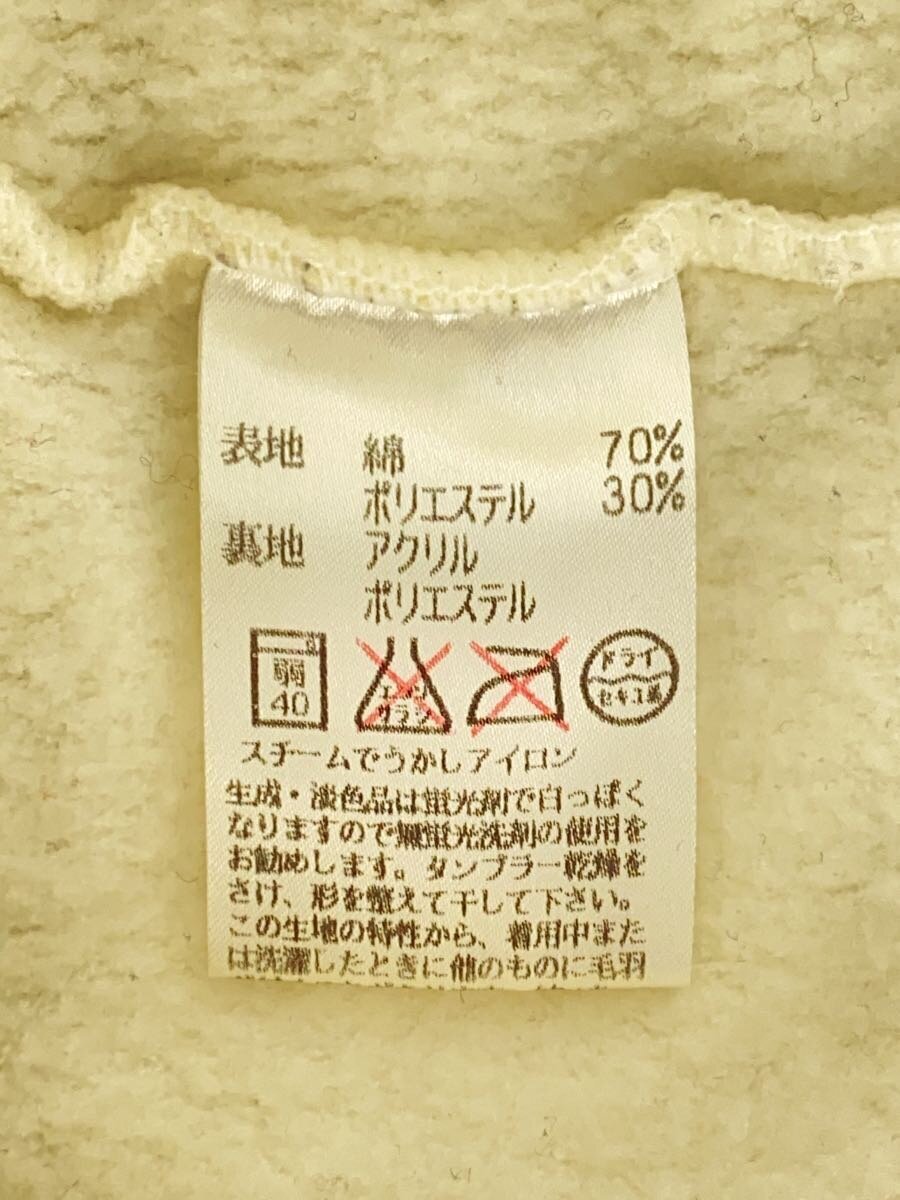 表地 綿 70%
ポリエステル 30%
裏地 アクリル
ポリエステル
弱
40
エンソ
サラシ
ドライ
セキユ系
スチームでうかしアイロン
生成・淡色品は蛍光剤で白っぽく
なりますので無蛍光洗剤の使用を
お勧めします。タンブラー乾燥を
さけ、形を整えて干して下さい。
この生地の特性から、着用中また
は洗濯したときに他のものに毛羽